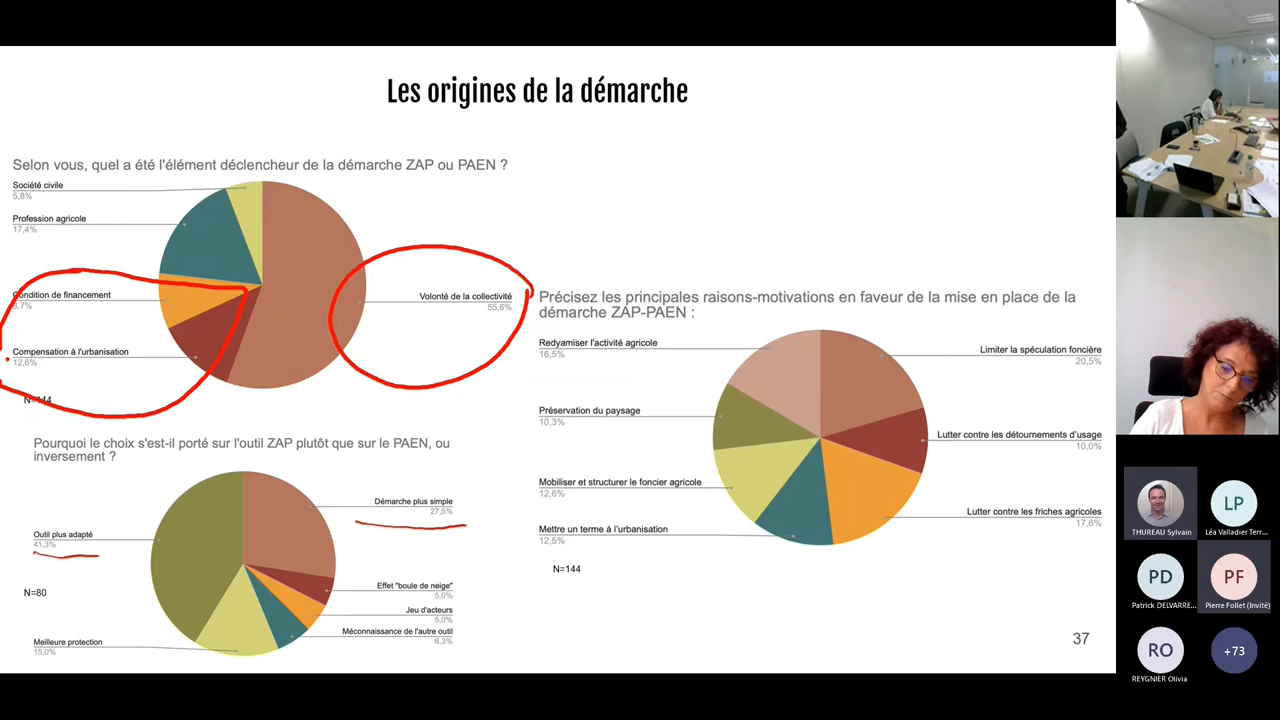 Les origines de la démarche
Selon vous, quel a été l'élément déclencheur de la démarche ZAP ou PAEN ?
Société civile
5,8%
Profession agricole
17,4%
Condition de financement
8,7%
Compensation à l'urbanisation
12,6%
Volonté de la collectivité
55,6%
N=144
Pourquoi le choix s'est-il porté sur l'outil ZAP plutôt que sur le PAEN, ou
inversement ?
Démarche plus simple
27,5%
Outil plus adapté
41,3%
Effet "boule de neige"
5,0%
Jeu d'acteurs
5,0%
Méconnaissance de l'autre outil
6,3%
Meilleure protection
15,0%
N=80
Précisez les principales raisons-motivations en faveur de la mise en place de la
démarche ZAP-PAEN :
Redyamiser l'activité agricole
16,5%
Limiter la spéculation foncière
20,5%
Préservation du paysage
10,3%
Lutter contre les détournements d'usage
10,0%
Mobiliser et structurer le foncier agricole
12,6%
Lutter contre les friches agricoles
17,6%
Mettre un terme à l'urbanisation
12,5%
N=144
37
THUREAU Sylvain
LP
Léa Valladier Terr...
PD
Patrick DELVARRE...
PF
Pierre Follet (Invité)
RO
REYGNIER Olivia
+73